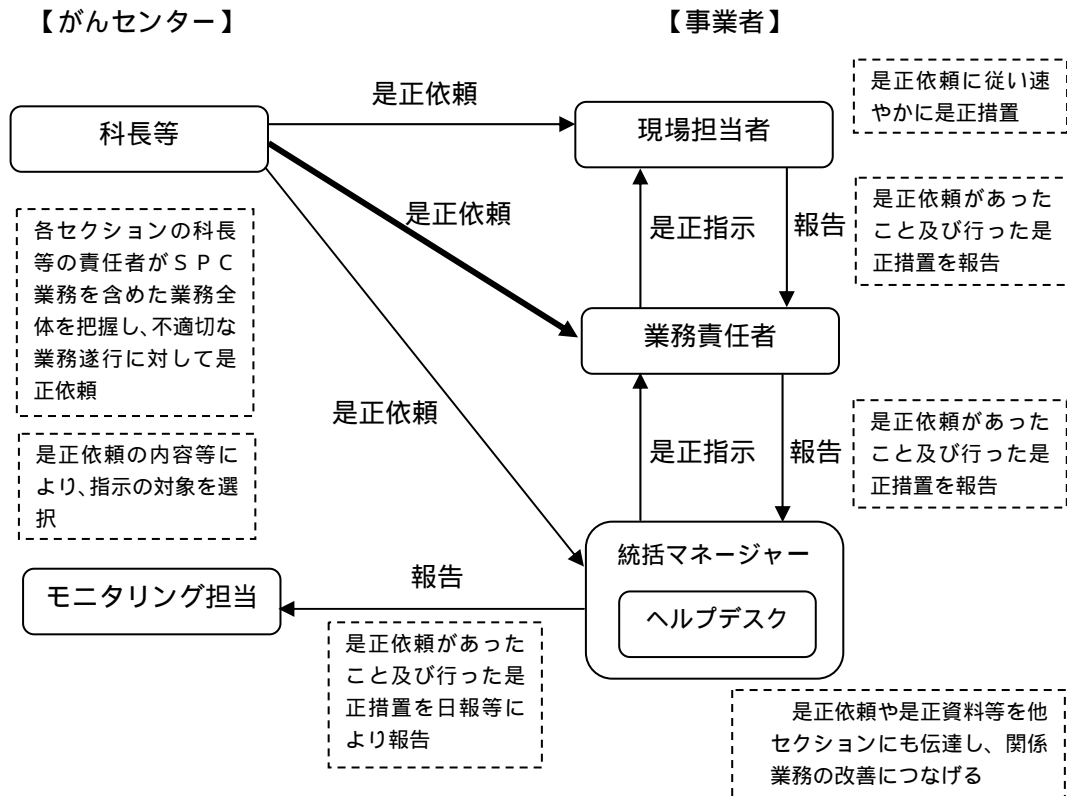 【がんセンター】
【事業者】
是正依頼に従い速
やかに是正措置
是正依頼
科長等
現場担当者
是正依頼があった
こと及び行った是
正措置を報告
是正依頼
是正指示
報告
各セクションの科長
等の責任者がＳＰＣ
業務を含めた業務全
体を把握し、不適切な
業務遂行に対して是
正依頼
業務責任者
是正依頼
是正依頼があった
こと及び行った是
正措置を報告
是正指示
報告
是正依頼の内容等に
より、指示の対象を選
択
統括マネージャー
ヘルプデスク
報告
モニタリング担当
是正依頼があった
こと及び行った是
正措置を日報等に
より報告
是正依頼や是正資料等を他
セクションにも伝達し、関係
業務の改善につなげる